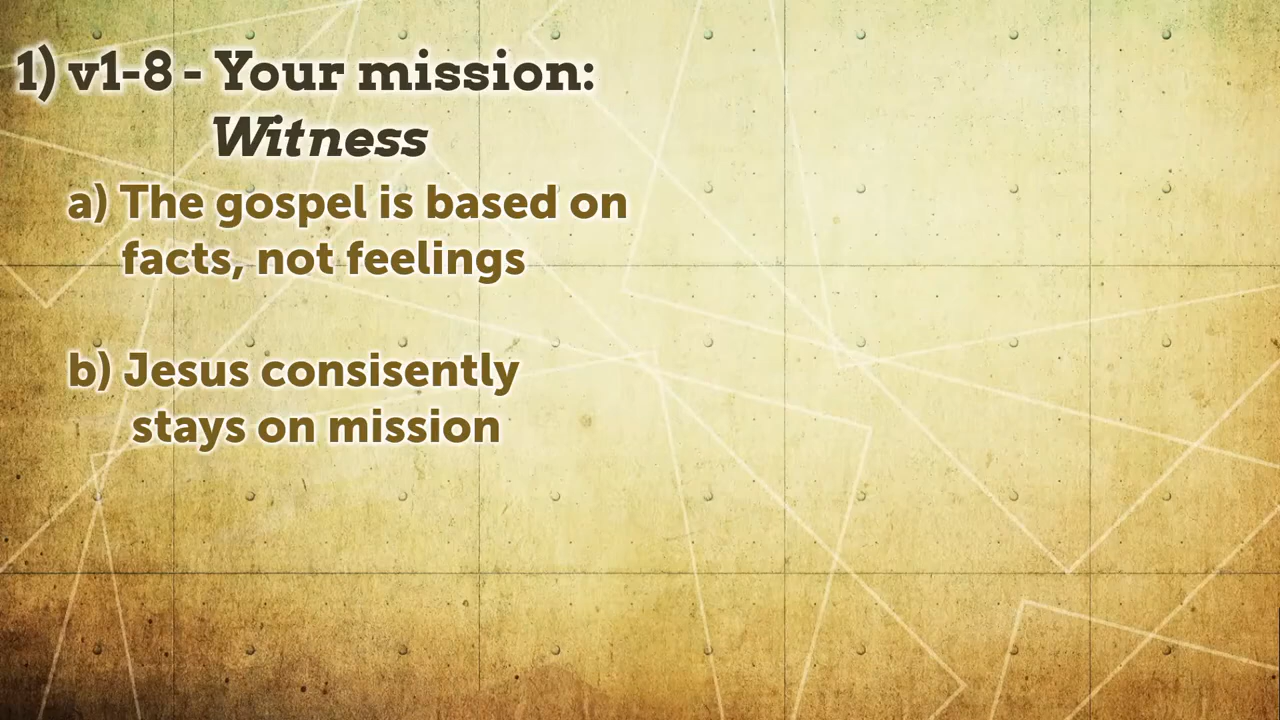 1) v1-8 - Your mission:
Witness
a) The gospel is based on
facts, not feelings
b) Jesus consisently
stays on mission